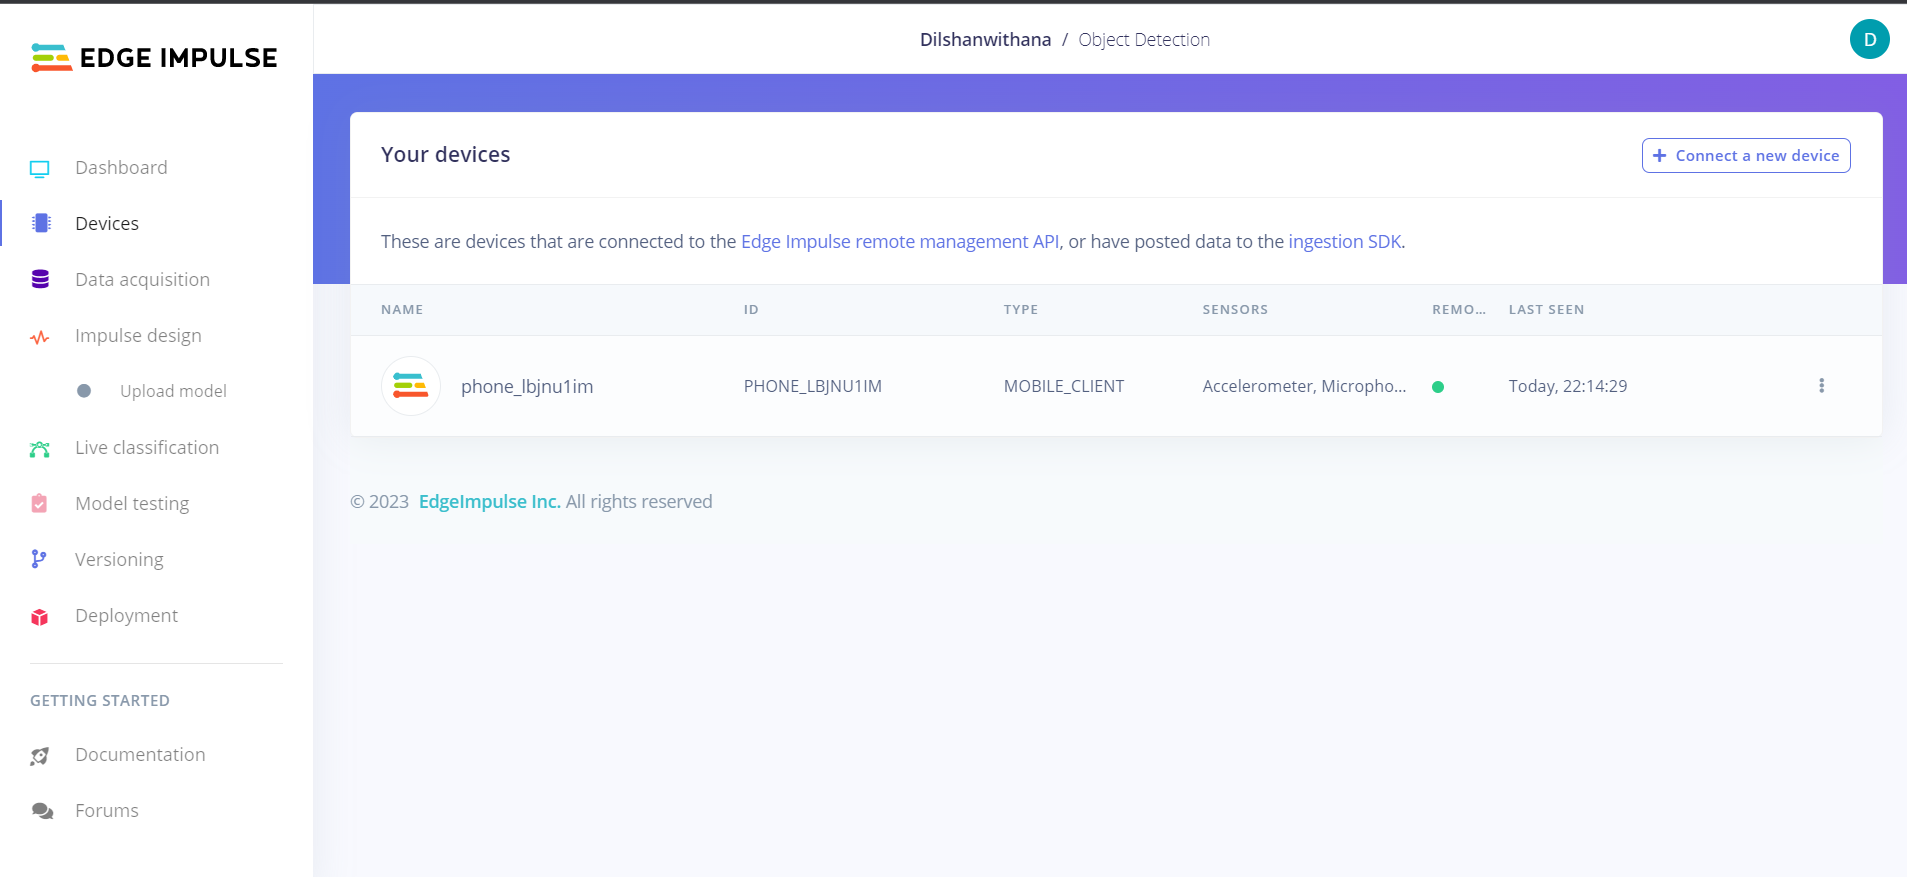 EDGE IMPULSE
Dilshanwithana / Object Detection
D
Dashboard
Devices
Data acquisition
Impulse design
Upload model
Live classification
Model testing
Versioning
Deployment
GETTING STARTED
Documentation
Forums
Your devices
+ Connect a new device
These are devices that are connected to the Edge Impulse remote management API, or have posted data to the ingestion SDK.
NAME ID TYPE SENSORS REMO... LAST SEEN
phone_lbjnu1im PHONE_LBJNU1IM MOBILE_CLIENT Accelerometer, Micropho... Today, 22:14:29
© 2023 EdgeImpulse Inc. All rights reserved